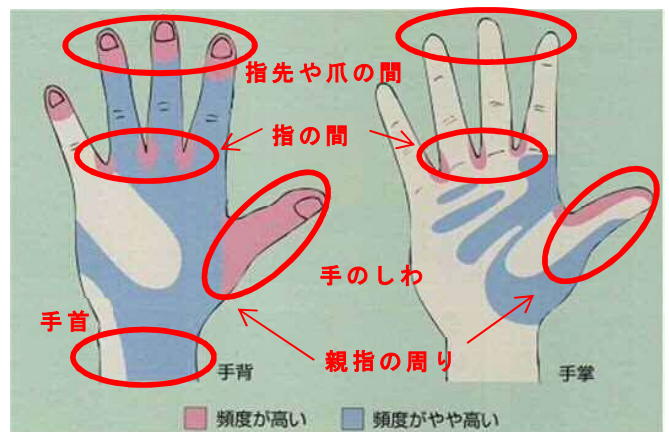 指先や爪の間
指の間
手のしわ
手首
親指の周り
手背
手掌
頻度が高い
頻度がやや高い